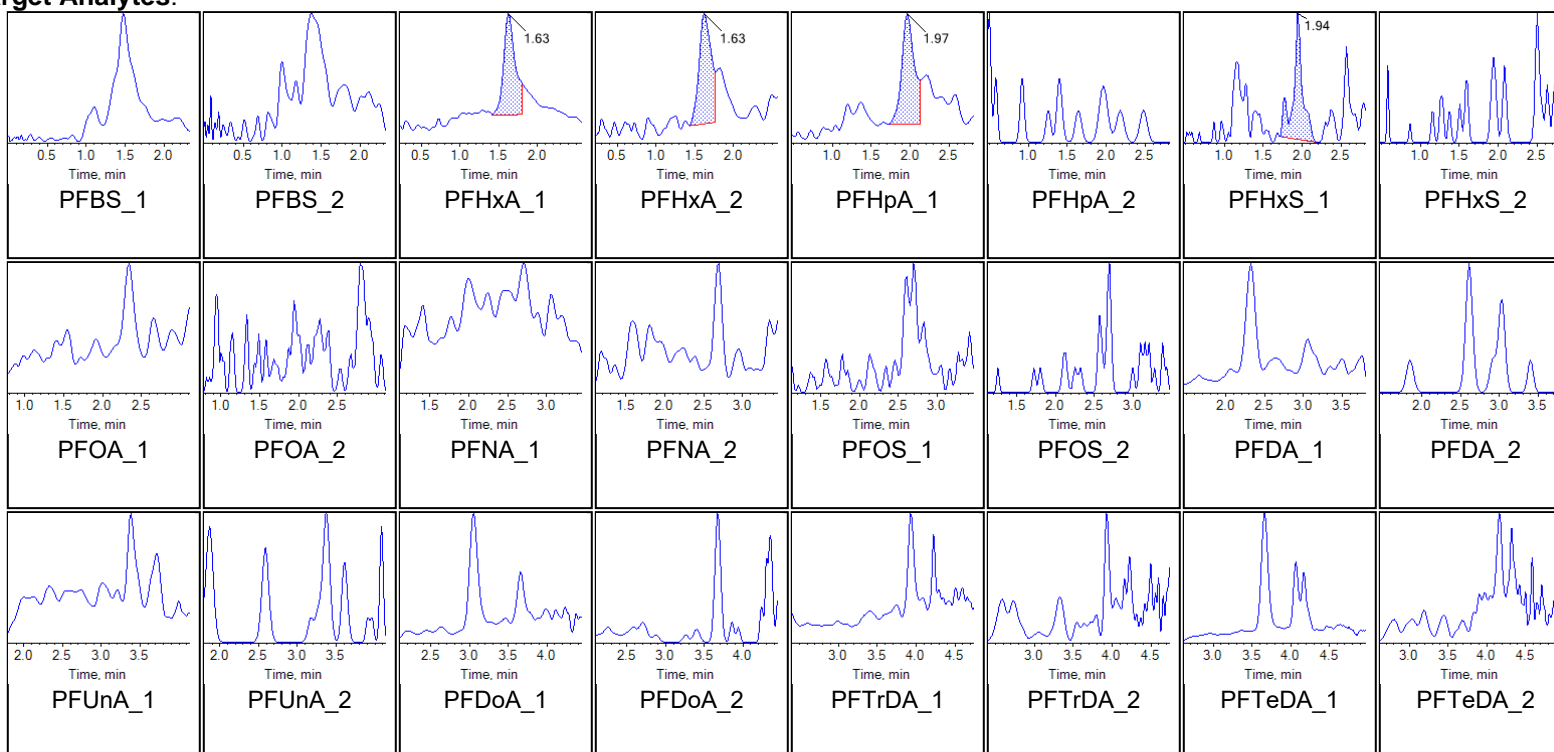 arget Analytes:
1.63 1.63 1.97 1.94
0.5 1.0 1.5 2.0 0.5 1.0 1.5 2.0 0.5 1.0 1.5 2.0 0.5 1.0 1.5 2.0 1.0 1.5 2.0 2.5 1.0 1.5 2.0 2.5 1.0 1.5 2.0 2.5 1.0 1.5 2.0 2.5
Time, min Time, min Time, min Time, min Time, min Time, min Time, min Time, min
PFBS_1 PFBS_2 PFHxA_1 PFHxA_2 PFHpA_1 PFHpA_2 PFHxS_1 PFHxS_2
1.0 1.5 2.0 2.5 1.0 1.5 2.0 2.5 1.5 2.0 2.5 3.0 1.5 2.0 2.5 3.0 1.5 2.0 2.5 3.0 1.5 2.0 2.5 3.0 2.0 2.5 3.0 3.5 2.0 2.5 3.0 3.5
Time, min Time, min Time, min Time, min Time, min Time, min Time, min Time, min
PFOA_1 PFOA_2 PFNA_1 PFNA_2 PFOS_1 PFOS_2 PFDA_1 PFDA_2
2.0 2.5 3.0 3.5 2.0 2.5 3.0 3.5 2.5 3.0 3.5 4.0 2.5 3.0 3.5 4.0 3.0 3.5 4.0 4.5 3.0 3.5 4.0 4.5 3.0 3.5 4.0 4.5 3.0 3.5 4.0 4.5
Time, min Time, min Time, min Time, min Time, min Time, min Time, min Time, min
PFUnA_1 PFUnA_2 PFDoA_1 PFDoA_2 PFTrDA_1 PFTrDA_2 PFTeDA_1 PFTeDA_2